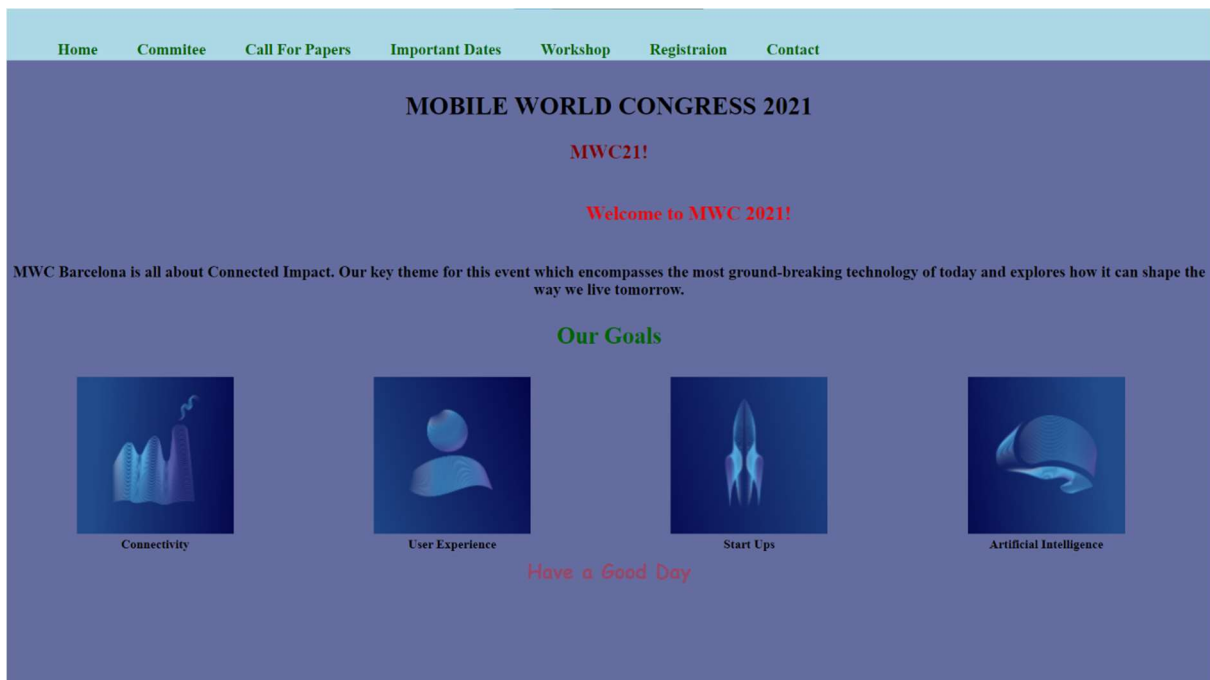 Home Commitee Call For Papers Important Dates Workshop Registraion Contact
MOBILE WORLD CONGRESS 2021
MWC21!
Welcome to MWC 2021!
MWC Barcelona is all about Connected Impact. Our key theme for this event which encompasses the most ground-breaking technology of today and explores how it can shape the
way we live tomorrow.
Our Goals
Connectivity User Experience Start Ups Artificial Intelligence
Have a Good Day